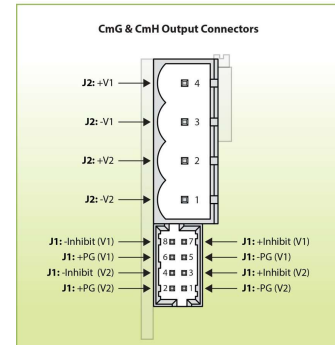 CmG & CmH Output Connectors
J2: +V1 4
J2: -V1 3
J2: +V2 2
J2: -V2 1
J1: -Inhibit (V1) 8 7 J1: +Inhibit (V1)
J1: +PG (V1) 6 5 J1: -PG (V1)
J1: -Inhibit (V2) 4 3 J1: +Inhibit (V2)
J1: +PG (V2) 2 1 J1: -PG (V2)